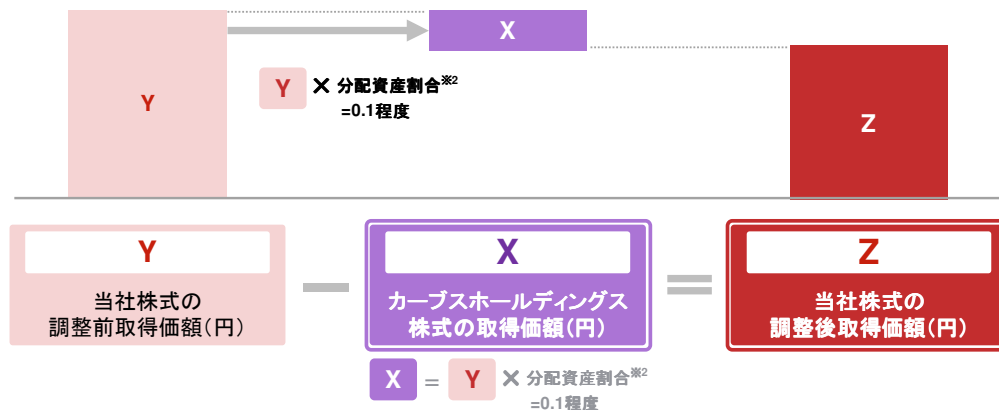 Y
X
Z
Y × 分配資産割合※2
=0.1程度
Y
当社株式の
調整前取得価額(円)
X
カーブスホールディングス
株式の取得価額(円)
Z
当社株式の
調整後取得価額(円)
X = Y × 分配資産割合※2
=0.1程度